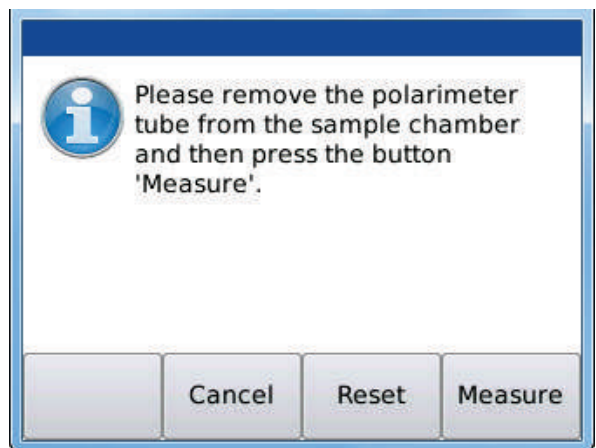 Please remove the polarimeter
tube from the sample chamber
and then press the button
'Measure'.
Cancel Reset Measure